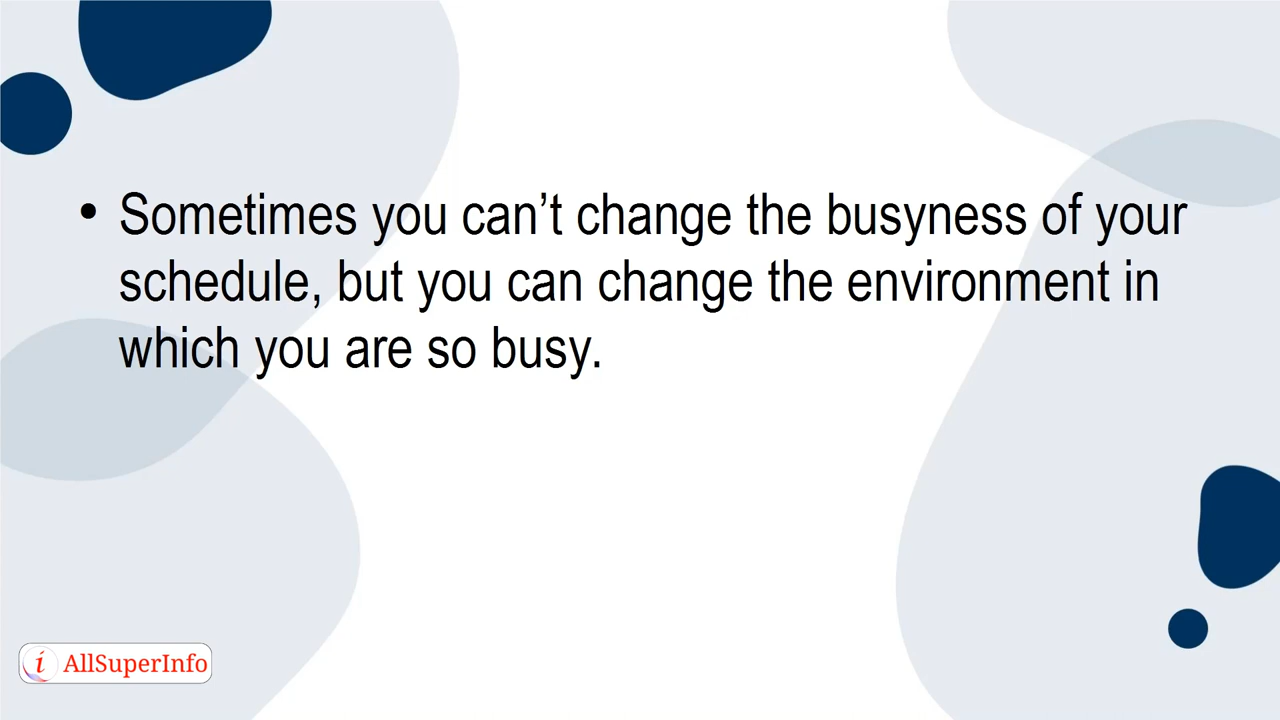 • Sometimes you can’t change the busyness of your
schedule, but you can change the environment in
which you are so busy.
i AllSuperInfo